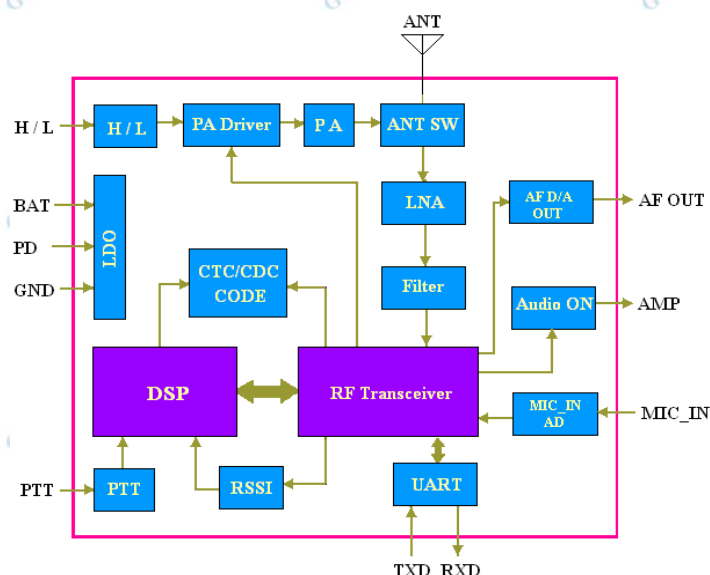 ANT
H / L
H / L
PA Driver
P A
ANT SW
BAT
PD
GND
LDO
LNA
AF D/A
OUT
AF OUT
CTC/CDC
CODE
Filter
Audio ON
AMP
DSP
RF Transceiver
MIC_IN
AD
MIC_IN
PTT
PTT
RSSI
UART
TXD RXD